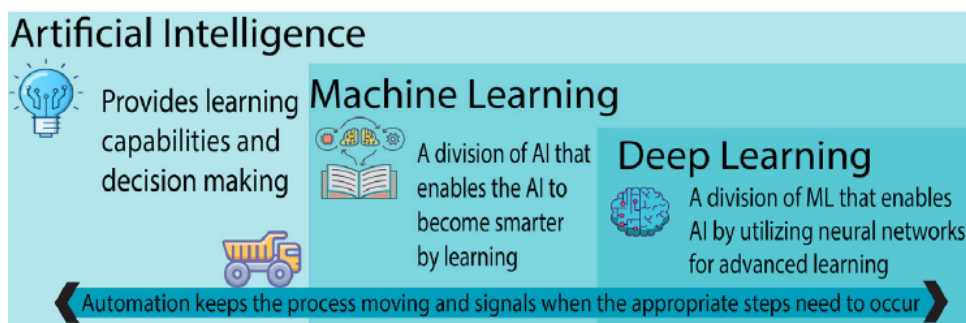 Artificial Intelligence
Provides learning
capabilities and
decision making
Machine Learning
A division of AI that
enables the AI to
become smarter
by learning
Deep Learning
A division of ML that enables
AI by utilizing neural networks
for advanced learning
Automation keeps the process moving and signals when the appropriate steps need to occur